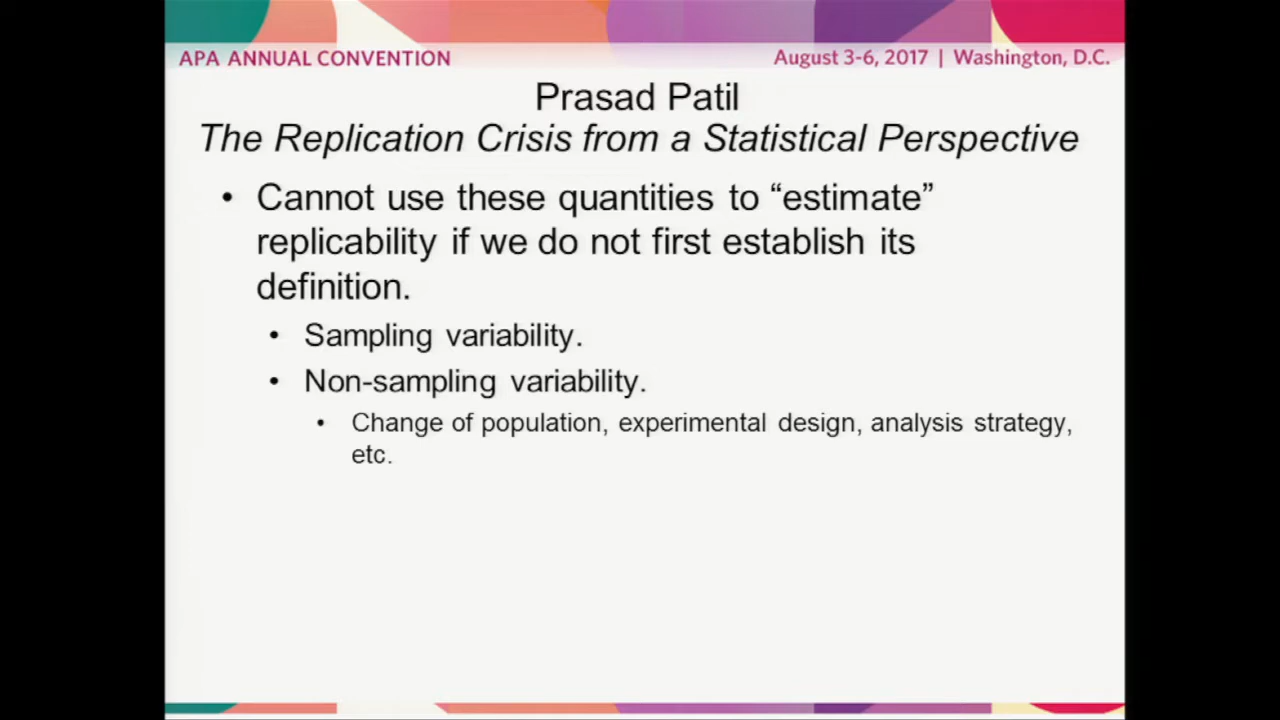 APA ANNUAL CONVENTION
August 3-6, 2017 | Washington, D.C.
Prasad Patil
The Replication Crisis from a Statistical Perspective
• Cannot use these quantities to “estimate”
replicability if we do not first establish its
definition.
• Sampling variability.
• Non-sampling variability.
• Change of population, experimental design, analysis strategy,
etc.